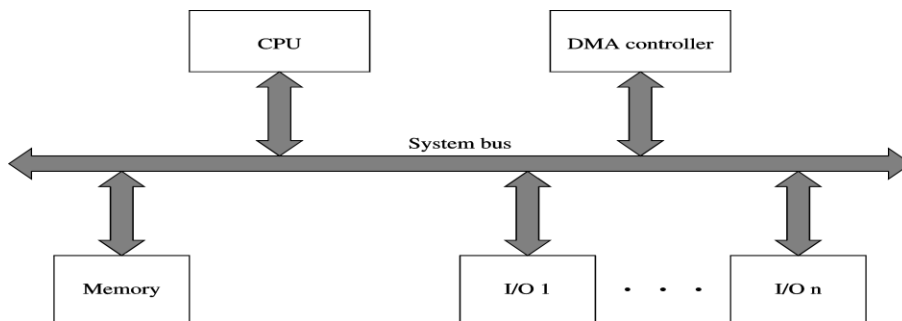 CPU
DMA controller
System bus
Memory
I/O 1
. . .
I/O n